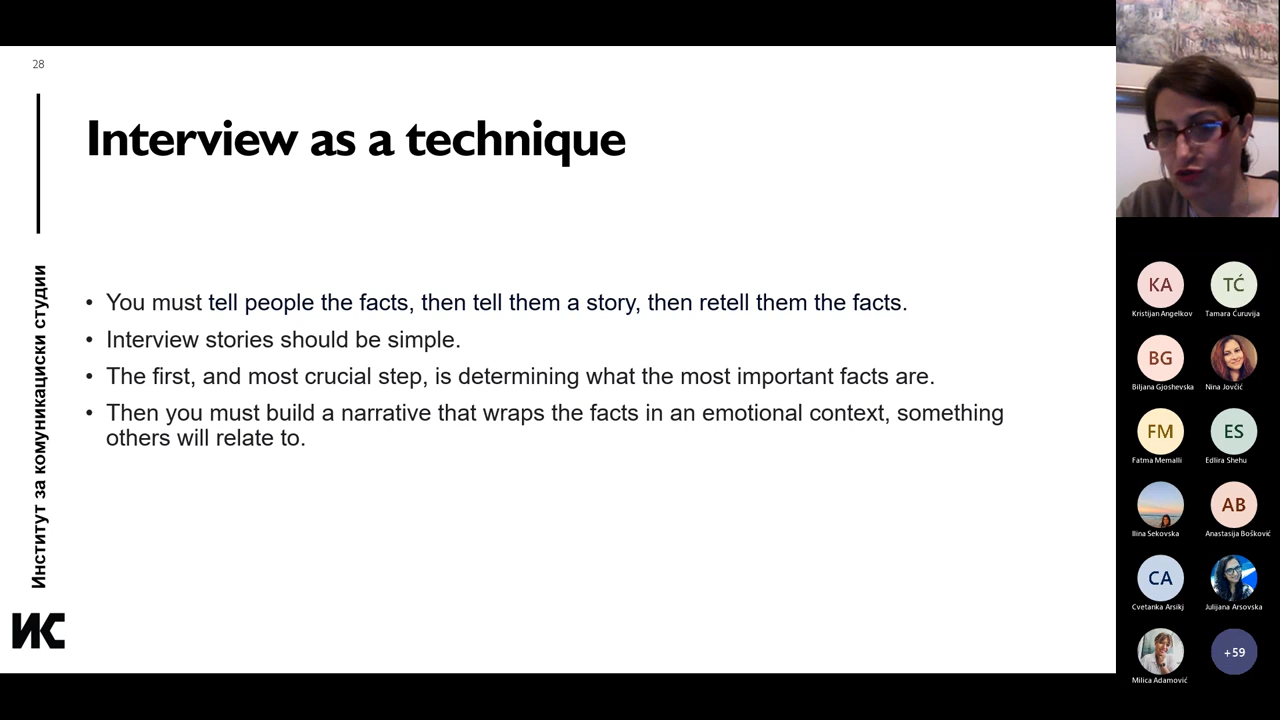 28
Interview as a technique
• You must tell people the facts, then tell them a story, then retell them the facts.
• Interview stories should be simple.
• The first, and most crucial step, is determining what the most important facts are.
• Then you must build a narrative that wraps the facts in an emotional context, something
others will relate to.
Институт за комуникациски студии
ИС
KA
Kristijan Angelkov
TĆ
Tamara Ćuruvija
BG
Biljana Gjoshevska
Nina Jovčić
FM
Fatma Memalli
ES
Edlira Shehu
Ilina Sekovska
AB
Anastasija Bošković
CA
Cvetanka Arsikj
Julijana Arsovska
Milica Adamović
+59